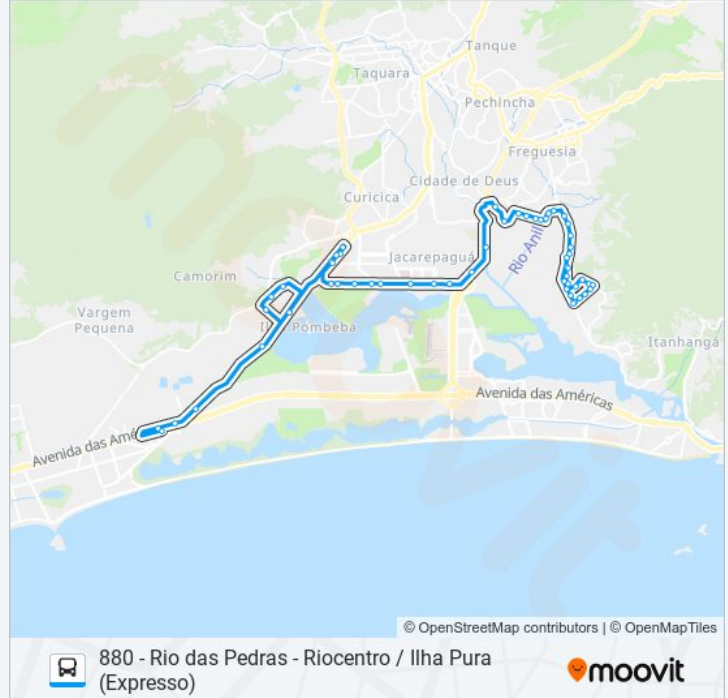 Tanque
Taquara
Pechincha
Freguesia
Cidade de Deus
Curicica
Jacarepaguá
Rio Anil
Camorim
Vargem
Pequena
Pombeba
Itanhangá
Avenida das Américas
Avenida das Amé
© OpenStreetMap contributors | © OpenMapTiles
880 - Rio das Pedras - Riocentro / Ilha Pura
(Expresso)
moovit